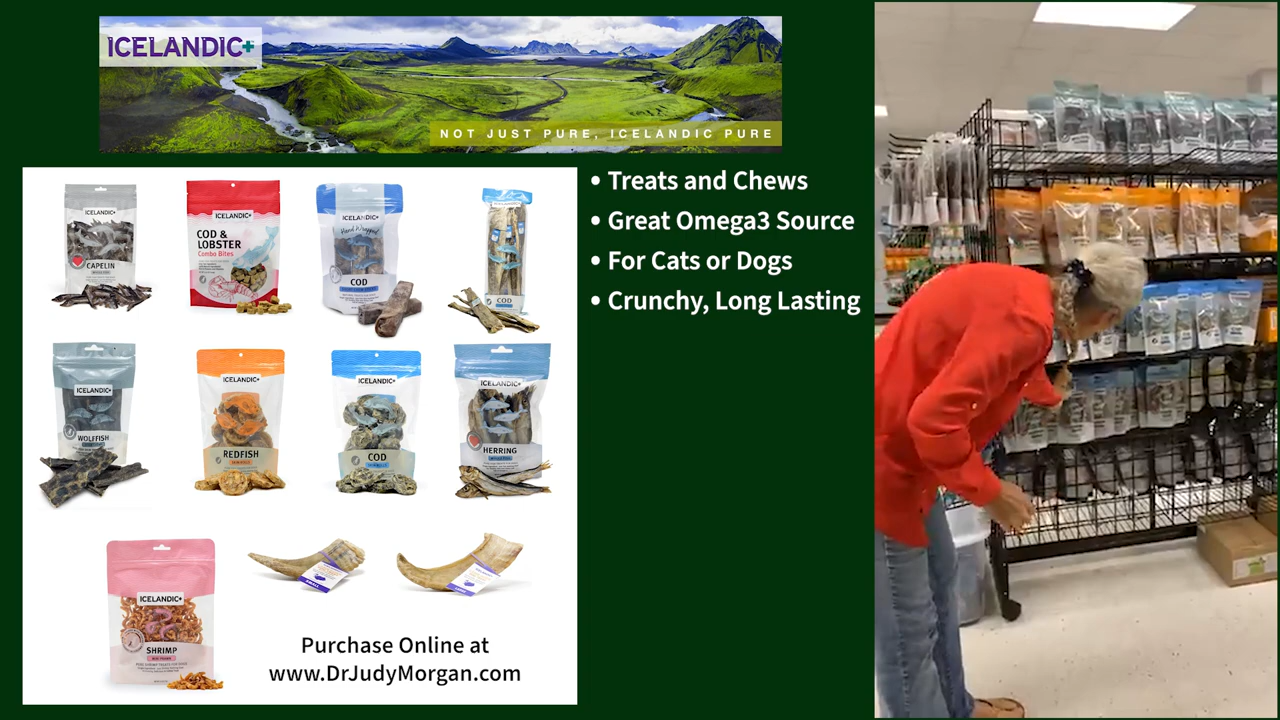 ICELANDIC+
NOT JUST PURE, ICELANDIC PURE
• Treats and Chews
• Great Omega3 Source
• For Cats or Dogs
• Crunchy, Long Lasting
ICELANDIC+
CAPELIN
ICELANDIC+
COD &
LOBSTER
Combo Bites
ICELANDIC+
Hand Wrapped
COD
ICELANDIC+
COD
ICELANDIC+
WOLFFISH
ICELANDIC+
REDFISH
ICELANDIC+
COD
ICELANDIC+
HERRING
ICELANDIC+
SHRIMP
Purchase Online at
www.DrJudyMorgan.com